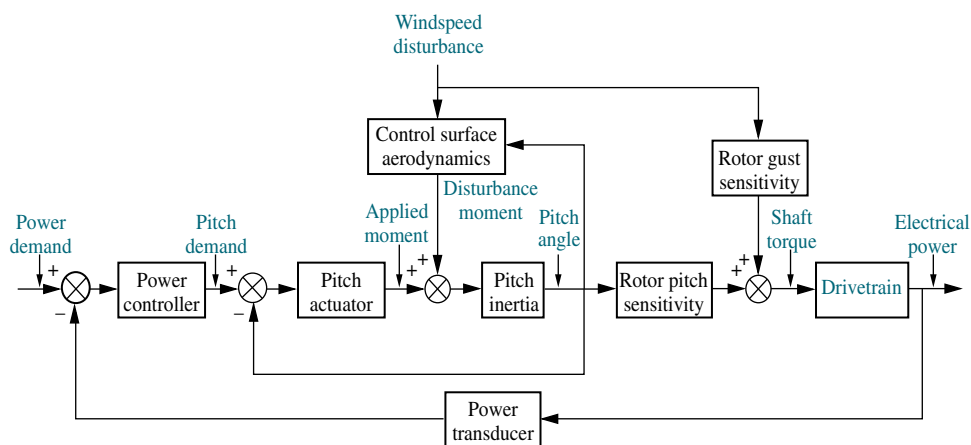 Windspeed
disturbance
Control surface
aerodynamics
Rotor gust
sensitivity
Disturbance
moment
Applied
moment
Pitch
angle
Shaft
torque
Electrical
power
Power
demand
Pitch
demand
+
+
+
+
+
+
Power
controller
Pitch
actuator
Pitch
inertia
Rotor pitch
sensitivity
Drivetrain
−
−
Power
transducer